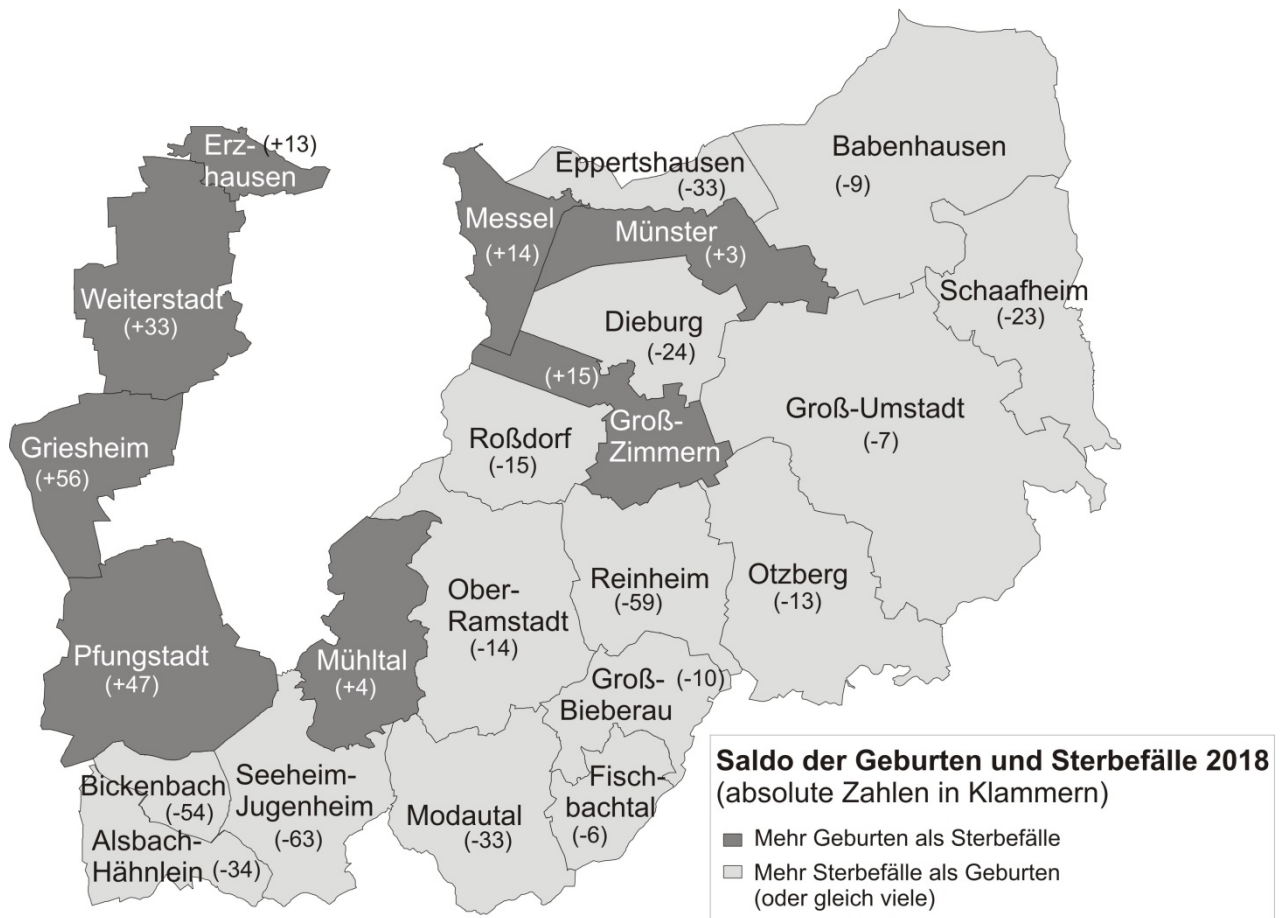 Erz- (+13)
hausen
Eppertshausen
(-33)
Babenhausen
(-9)
Messel
(+14)
Münster
(+3)
Weiterstadt
(+33)
Schaafheim
(-23)
Dieburg
(-24)
(+15)
Groß-
Zimmern
Groß-Umstadt
(-7)
Griesheim
(+56)
Roßdorf
(-15)
Ober-
Ramstadt
(-14)
Reinheim
(-59)
Otzberg
(-13)
Pfungstadt
(+47)
Mühltal
(+4)
Groß- (-10)
Bieberau
Bickenbach
(-54)
Seeheim-
Jugenheim
(-63)
Modautal
(-33)
Fisch-
bachtal
(-6)
Alsbach-
Hähnlein (-34)
Saldo der Geburten und Sterbefälle 2018
(absolute Zahlen in Klammern)
Mehr Geburten als Sterbefälle
Mehr Sterbefälle als Geburten
(oder gleich viele)